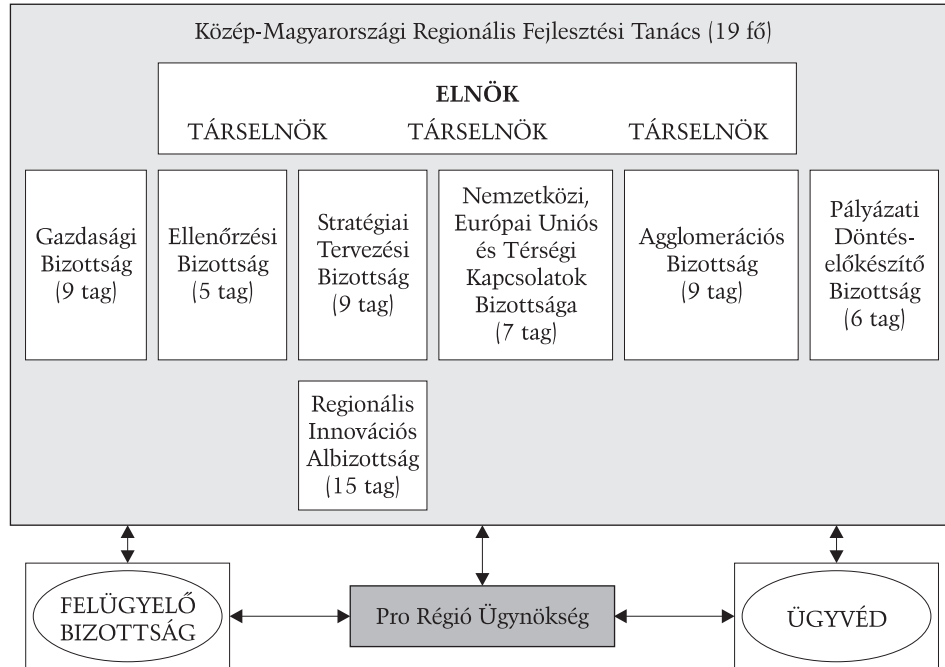 Közép-Magyarországi Regionális Fejlesztési Tanács (19 fő)
ELNÖK
TÁRSELNÖK TÁRSELNÖK TÁRSELNÖK
Gazdasági
Bizottság
(9 tag)
Ellenőrzési
Bizottság
(5 tag)
Stratégiai
Tervezési
Bizottság
(9 tag)
Nemzetközi,
Európai Uniós
és Térségi
Kapcsolatok
Bizottsága
(7 tag)
Agglomerációs
Bizottság
(9 tag)
Pályázati
Döntés-
előkészítő
Bizottság
(6 tag)
Regionális
Innovációs
Albizottság
(15 tag)
FELÜGYELŐ
BIZOTTSÁG
Pro Régió Ügynökség
ÜGYVÉD